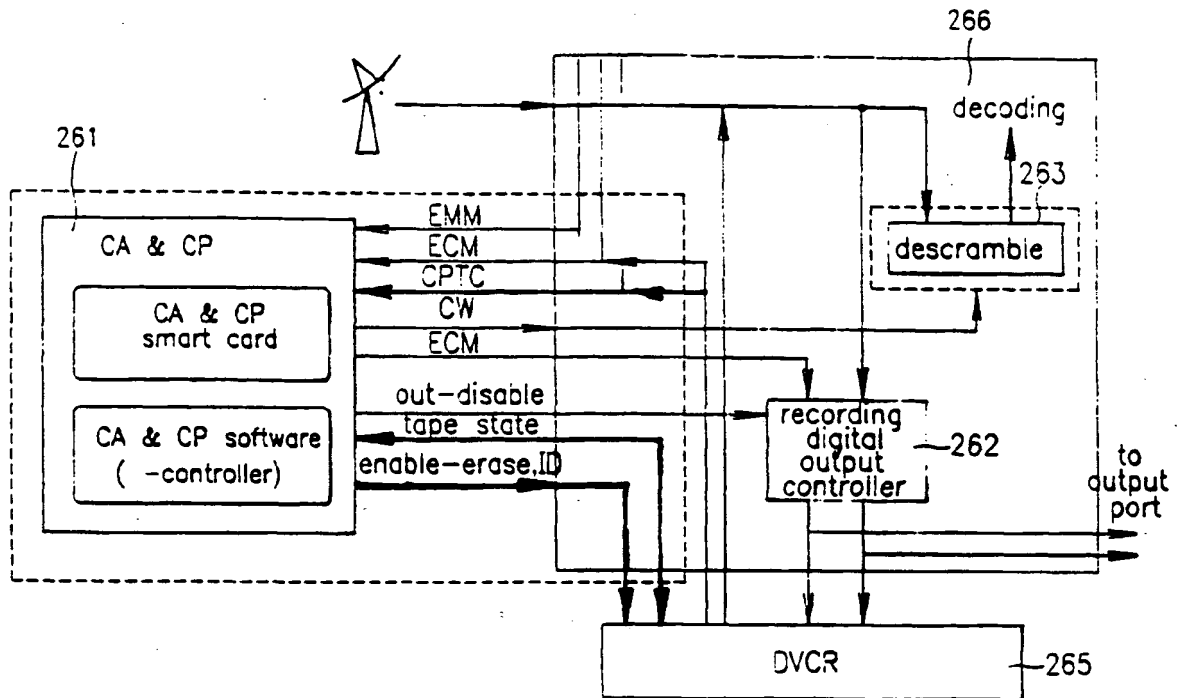 266
decoding
261
263
EMM
CA & CP
ECM
descramble
CPTC
CW
CA & CP
smart card
ECM
out-disable
tape state
recording
digital
output
controller
262
CA & CP software
( -controller)
enable-erase,ID
to
output
port
DVCR
265